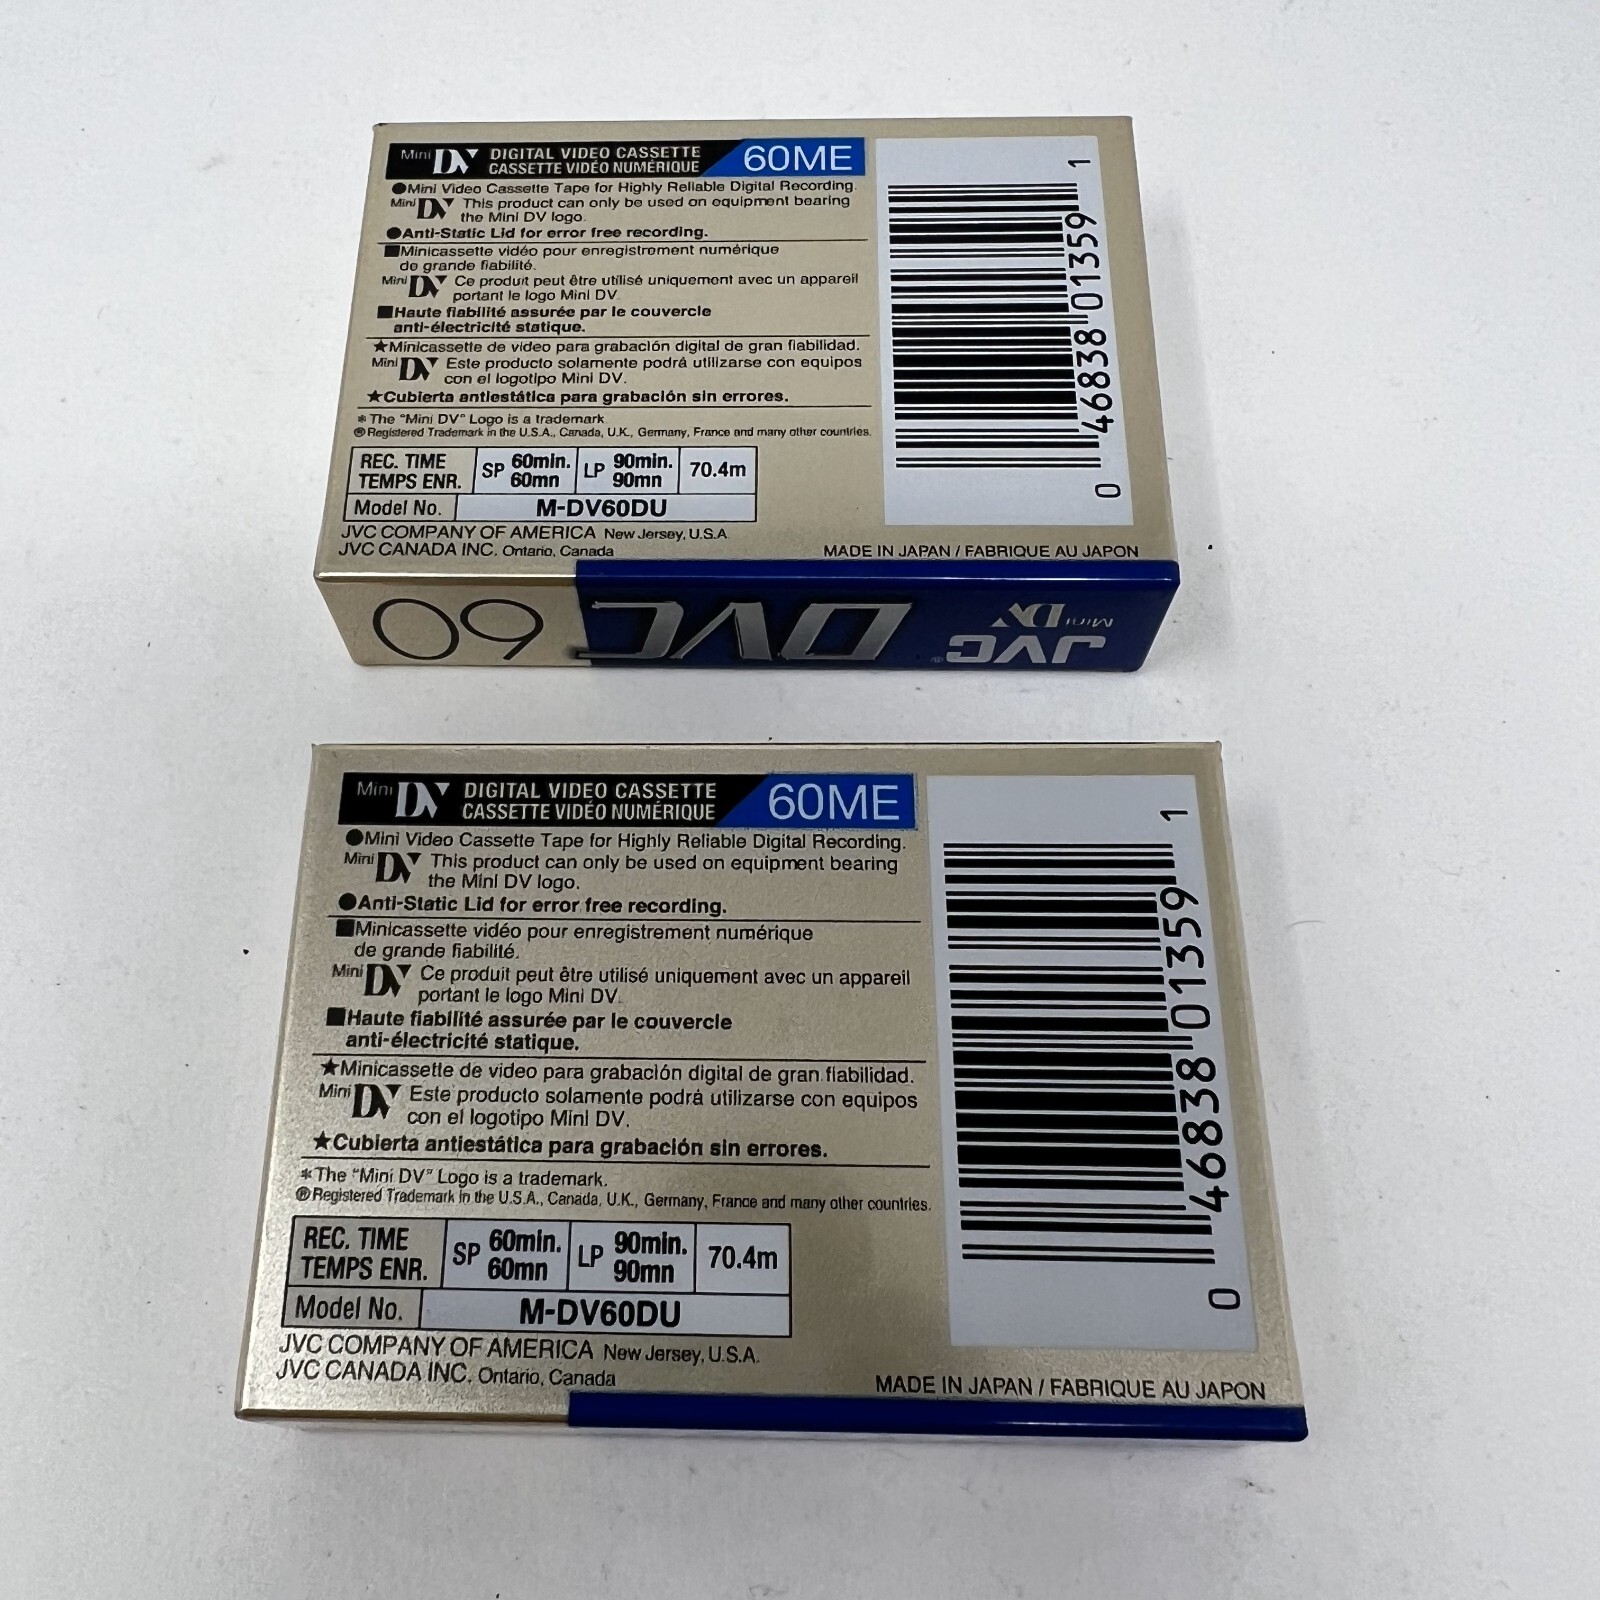 Mini DV DIGITAL VIDEO CASSETTE 60ME
CASSETTE VIDÉO NUMÉRIQUE
●Mini Video Cassette Tape for Highly Reliable Digital Recording.
Mini DV This product can only be used on equipment bearing
the Mini DV logo.
●Anti-Static Lid for error free recording.
■Minicassette vidéo pour enregistrement numérique
de grande fiabilité.
Mini DV Ce produit peut être utilisé uniquement avec un appareil
portant le logo Mini DV.
■Haute fiabilité assurée par le couvercle
anti-électricité statique.
★Minicassette de video para grabación digital de gran fiabilidad.
Mini DV Este producto solamente podrá utilizarse con equipos
con el logotipo Mini DV.
★Cubierta antiestática para grabación sin errores.
* The "Mini DV" Logo is a trademark
® Registered Trademark in the U.S.A., Canada, U.K., Germany, France and many other countries.
REC. TIME SP 60min. LP 90min. 70.4m
TEMPS ENR. 60mn 90mn
Model No. M-DV60DU
JVC COMPANY OF AMERICA New Jersey, U.S.A.
JVC CANADA INC. Ontario, Canada
MADE IN JAPAN / FABRIQUE AU JAPON
0 46838 01359 1
60 DVC JVC® Mini DV
Mini DV DIGITAL VIDEO CASSETTE 60ME
CASSETTE VIDÉO NUMÉRIQUE
●Mini Video Cassette Tape for Highly Reliable Digital Recording.
Mini DV This product can only be used on equipment bearing
the Mini DV logo.
●Anti-Static Lid for error free recording.
■Minicassette vidéo pour enregistrement numérique
de grande fiabilité.
Mini DV Ce produit peut être utilisé uniquement avec un appareil
portant le logo Mini DV.
■Haute fiabilité assurée par le couvercle
anti-électricité statique.
★Minicassette de video para grabación digital de gran fiabilidad.
Mini DV Este producto solamente podrá utilizarse con equipos
con el logotipo Mini DV.
★Cubierta antiestática para grabación sin errores.
* The "Mini DV" Logo is a trademark.
® Registered Trademark in the U.S.A., Canada, U.K., Germany, France and many other countries.
REC. TIME SP 60min. LP 90min. 70.4m
TEMPS ENR. 60mn 90mn
Model No. M-DV60DU
JVC COMPANY OF AMERICA New Jersey, U.S.A.
JVC CANADA INC. Ontario, Canada
MADE IN JAPAN / FABRIQUE AU JAPON
0 46838 01359 1